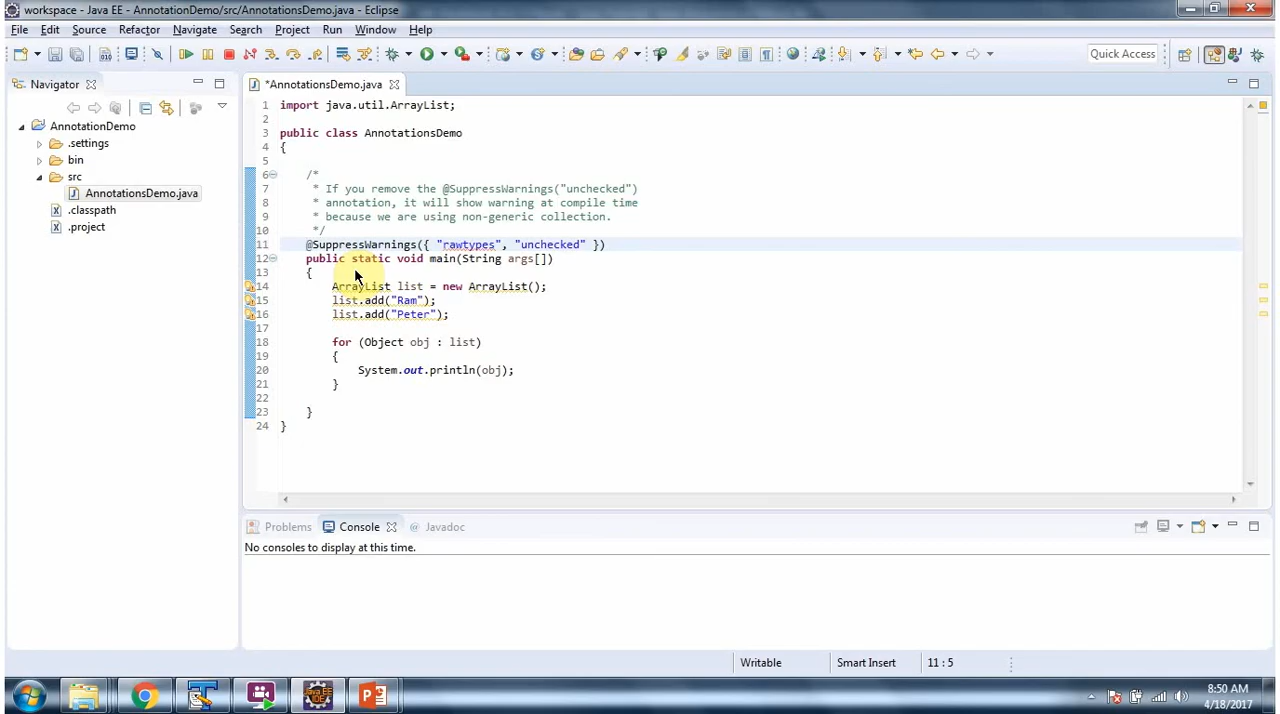 workspace - Java EE - AnnotationDemo/src/AnnotationsDemo.java - Eclipse
File Edit Source Refactor Navigate Search Project Run Window Help
Quick Access
Navigator
*AnnotationsDemo.java
AnnotationDemo
.settings
bin
src
AnnotationsDemo.java
.classpath
.project
1 import java.util.ArrayList;
2
3 public class AnnotationsDemo
4 {
5
6 /*
7 * If you remove the @SuppressWarnings("unchecked")
8 * annotation, it will show warning at compile time
9 * because we are using non-generic collection.
10 */
11 @SuppressWarnings({ "rawtypes", "unchecked" })
12 public static void main(String args[])
13 {
14 ArrayList list = new ArrayList();
15 list.add("Ram");
16 list.add("Peter");
17
18 for (Object obj : list)
19 {
20 System.out.println(obj);
21 }
22
23 }
24 }
Problems Console @ Javadoc
No consoles to display at this time.
Writable Smart Insert 11 : 5
Java EE IDE
8:50 AM
4/18/2017